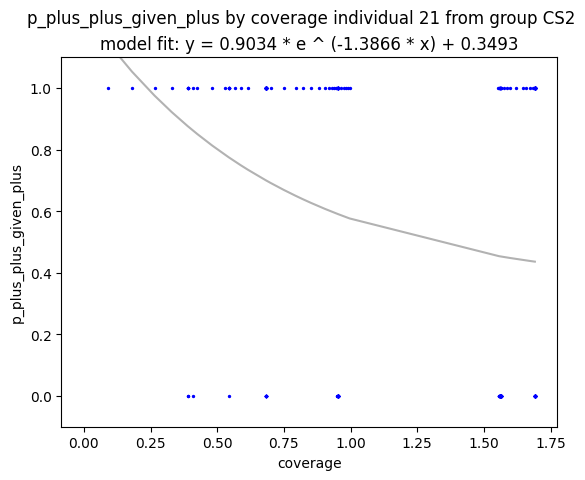 p_plus_plus_given_plus by coverage individual 21 from group CS2
model fit: y = 0.9034 * e ^ (-1.3866 * x) + 0.3493
1.0
0.8
0.6
0.4
0.2
0.0
p_plus_plus_given_plus
0.00 0.25 0.50 0.75 1.00 1.25 1.50 1.75
coverage